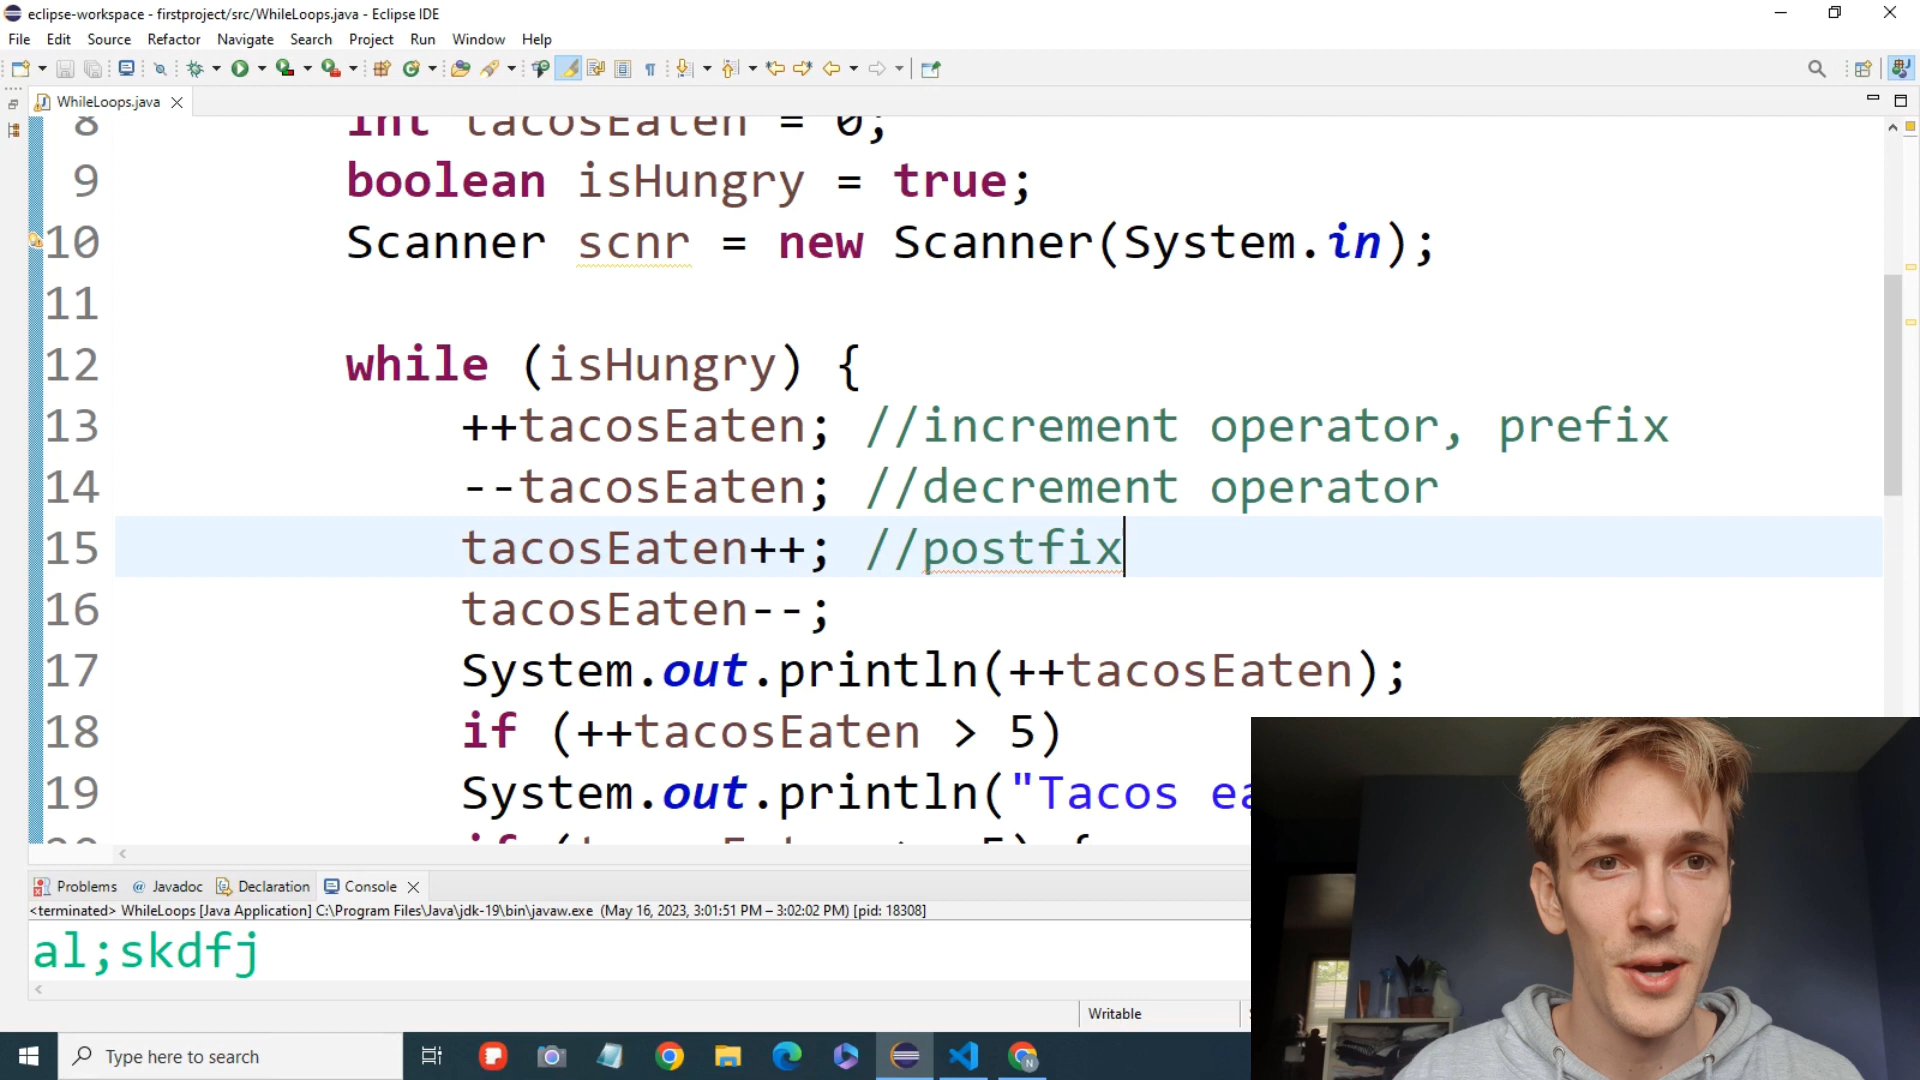 eclipse-workspace - firstproject/src/WhileLoops.java - Eclipse IDE
File Edit Source Refactor Navigate Search Project Run Window Help
WhileLoops.java
8 int tacosEaten = 0;
9 boolean isHungry = true;
10 Scanner scnr = new Scanner(System.in);
11
12 while (isHungry) {
13 ++tacosEaten; //increment operator, prefix
14 --tacosEaten; //decrement operator
15 tacosEaten++; //postfix
16 tacosEaten--;
17 System.out.println(++tacosEaten);
18 if (++tacosEaten > 5)
19 System.out.println("Tacos ea
Problems @ Javadoc Declaration Console
<terminated> WhileLoops [Java Application] C:\Program Files\Java\jdk-19\bin\javaw.exe (May 16, 2023, 3:01:51 PM – 3:02:02 PM) [pid: 18308]
al;skdfj
Writable
Type here to search